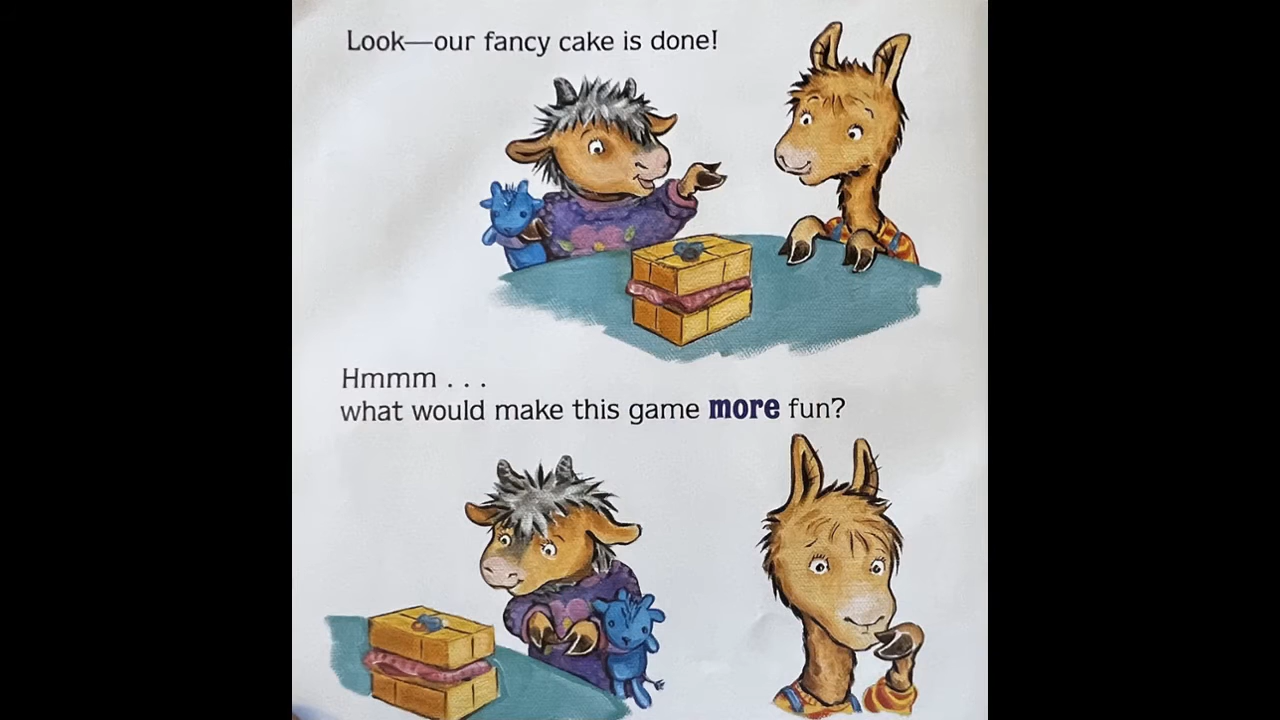 Look—our fancy cake is done!
Hmmm . . .
what would make this game more fun?